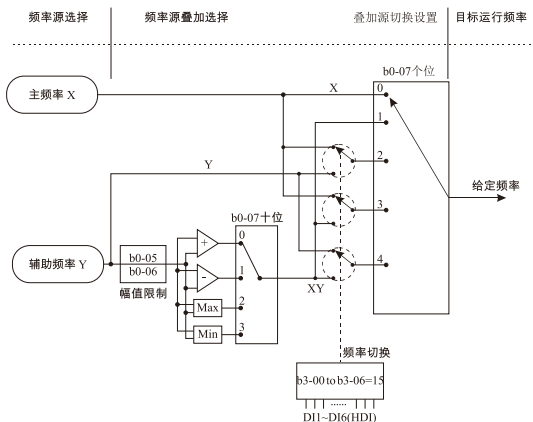 频率源选择
频率源叠加选择
叠加源切换设置
目标运行频率
b0-07个位
主频率 X
X
0
1
Y
2
给定频率
3
b0-07十位
辅助频率 Y
b0-05
b0-06
幅值限制
+
-
Max
Min
0
1
2
3
4
XY
频率切换
b3-00 to b3-06=15
......
DI1~DI6(HDI)